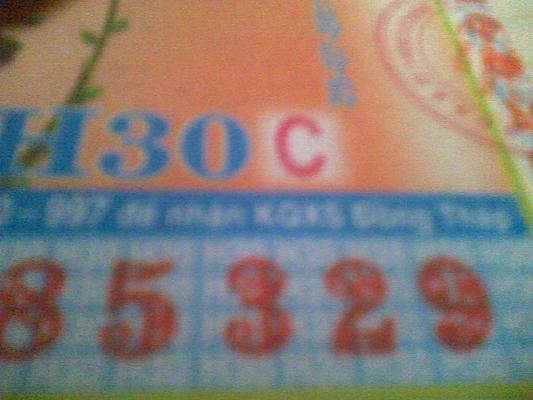 H30 C
- 997 để nhận KQXS Đồng Tháp
85329